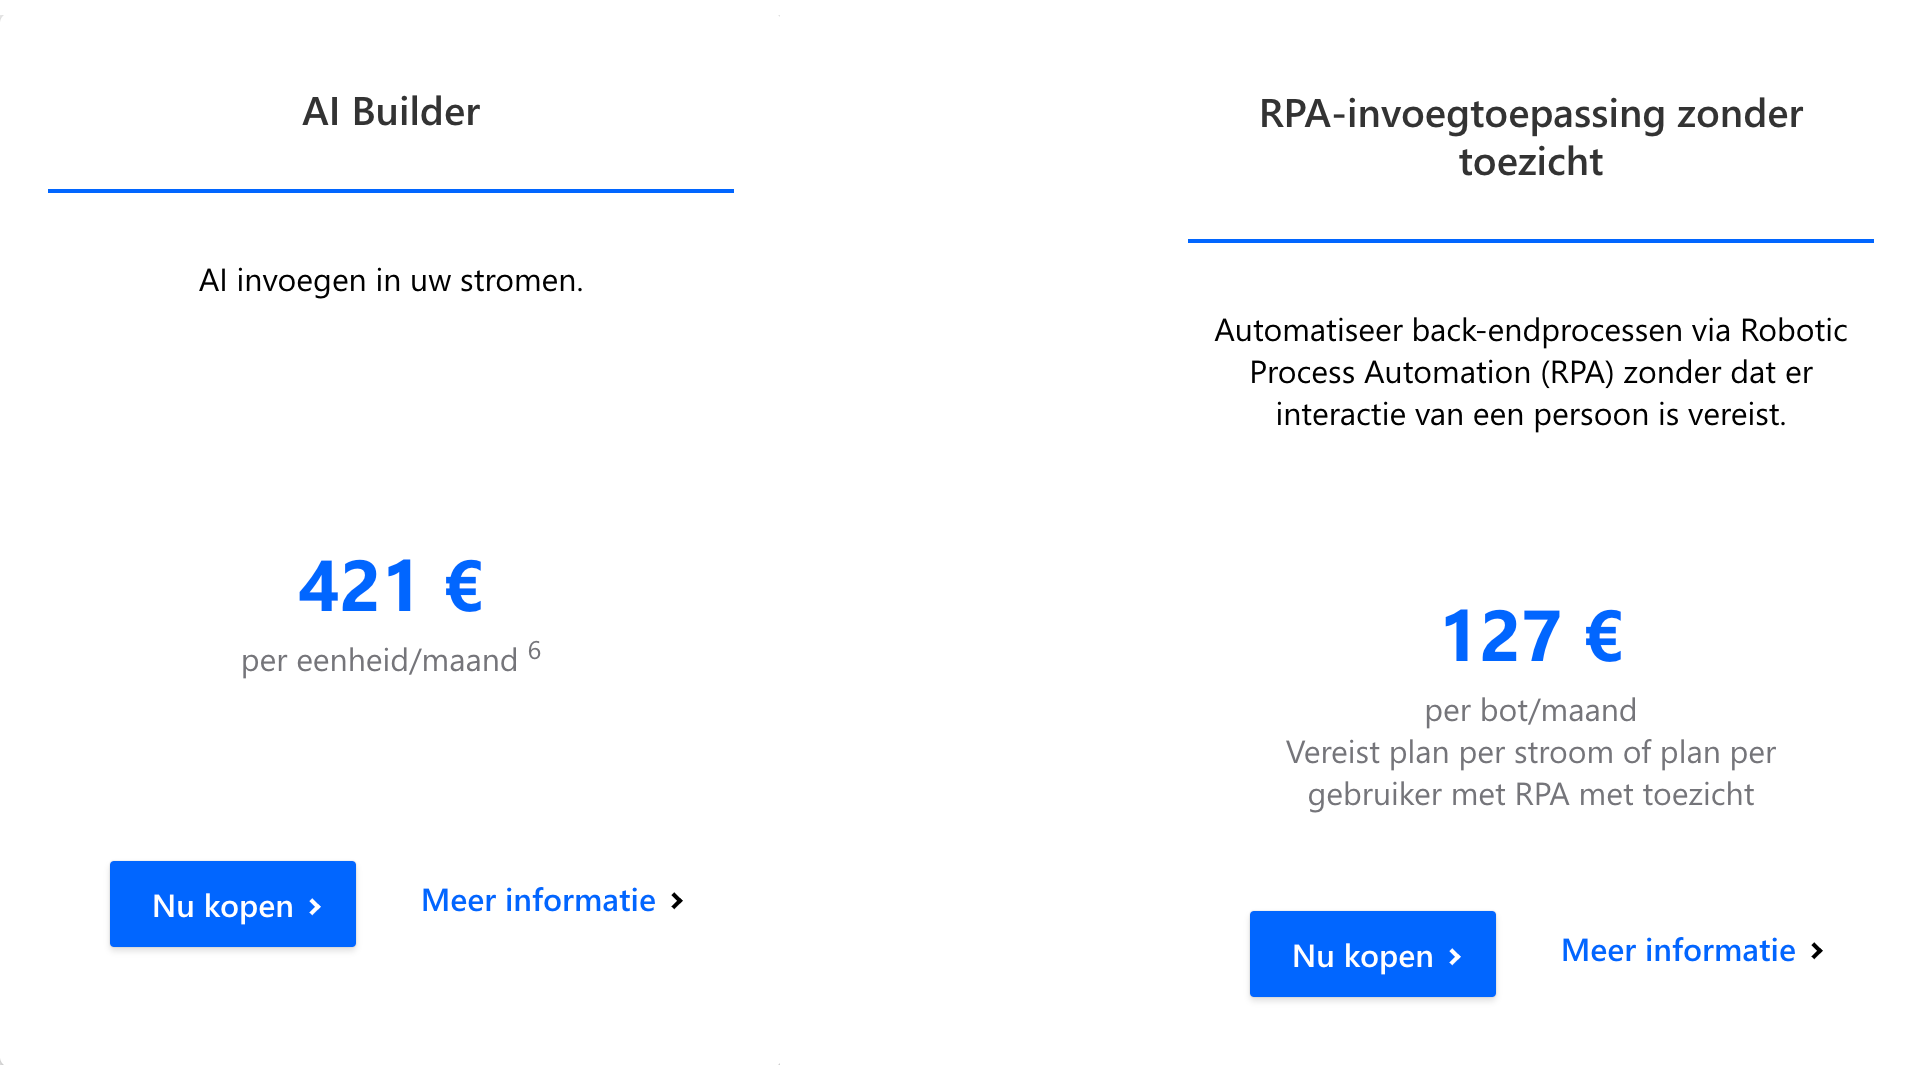 AI Builder
AI invoegen in uw stromen.
421 €
per eenheid/maand 6
Nu kopen
Meer informatie
RPA-invoegtoepassing zonder
toezicht
Automatiseer back-endprocessen via Robotic
Process Automation (RPA) zonder dat er
interactie van een persoon is vereist.
127 €
per bot/maand
Vereist plan per stroom of plan per
gebruiker met RPA met toezicht
Nu kopen
Meer informatie